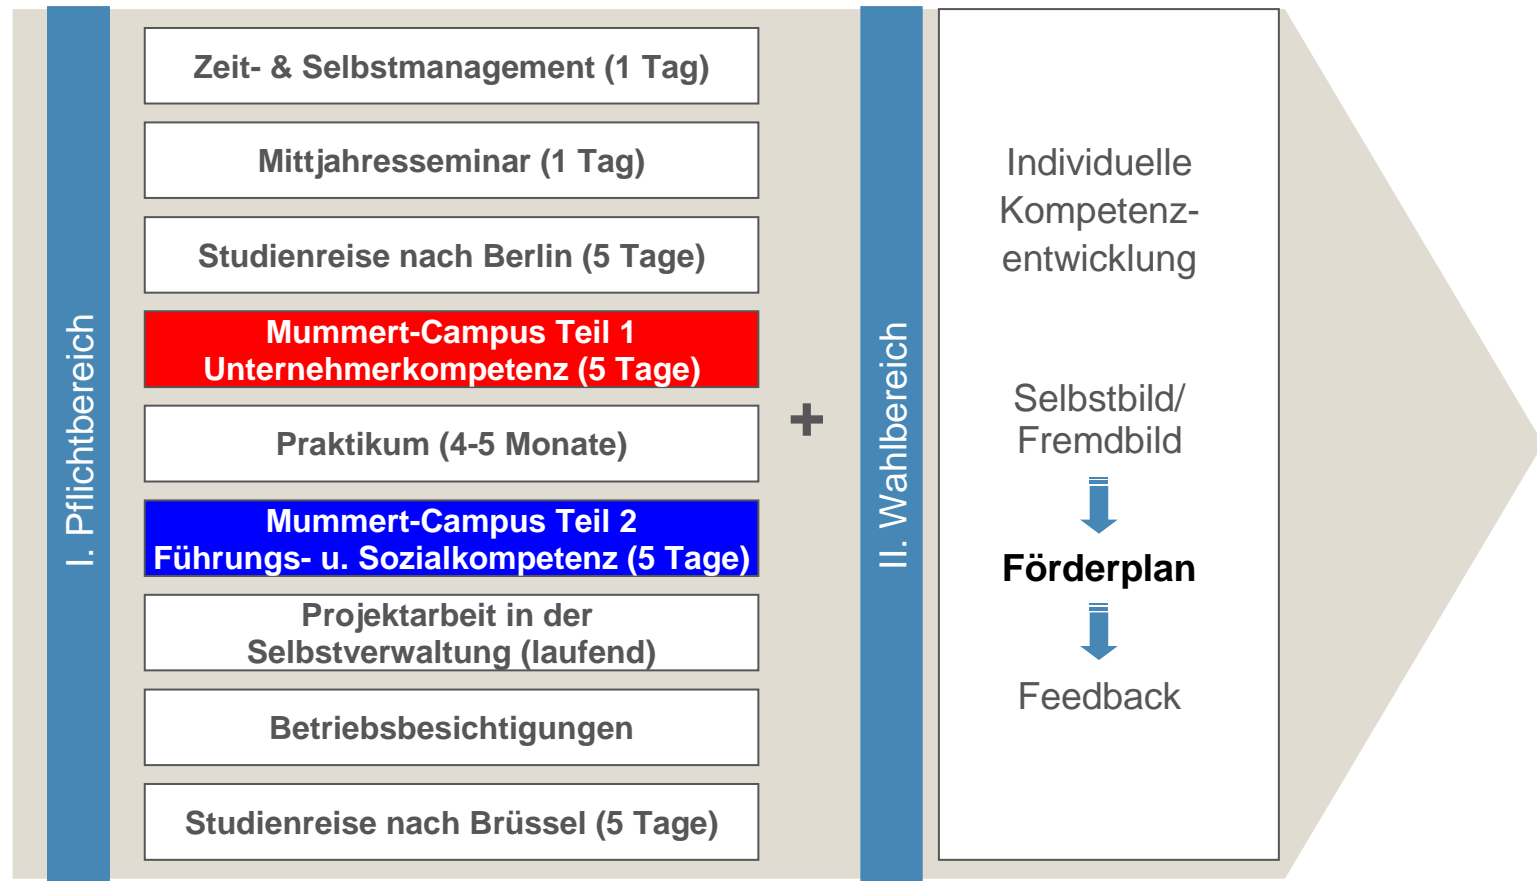 I. Pflichtbereich
Zeit- & Selbstmanagement (1 Tag)
Mittjahresseminar (1 Tag)
Studienreise nach Berlin (5 Tage)
Mummert-Campus Teil 1
Unternehmerkompetenz (5 Tage)
Praktikum (4-5 Monate)
Mummert-Campus Teil 2
Führungs- u. Sozialkompetenz (5 Tage)
Projektarbeit in der
Selbstverwaltung (laufend)
Betriebsbesichtigungen
Studienreise nach Brüssel (5 Tage)
+
II. Wahlbereich
Individuelle
Kompetenz-
entwicklung
Selbstbild/
Fremdbild
Förderplan
Feedback